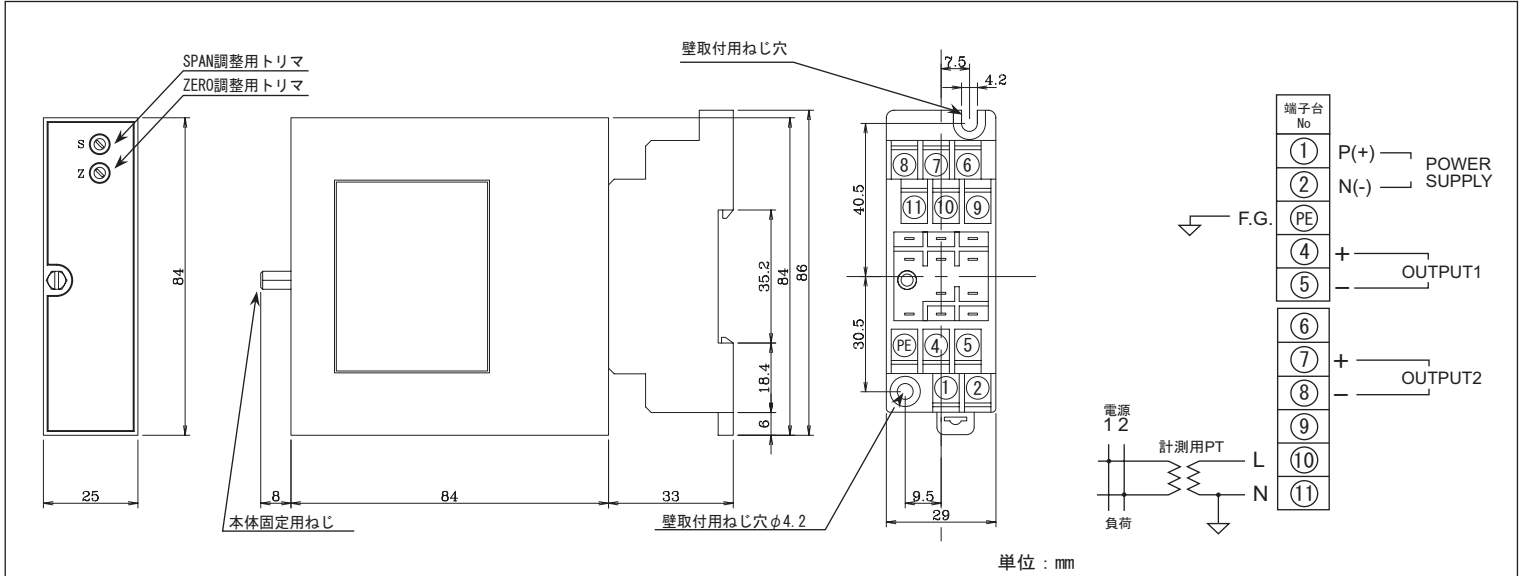 SPAN調整用トリマ
ZERO調整用トリマ
S
Z
84
25
8
84
33
本体固定用ねじ
35.2
84
86
18.4
6
壁取付用ねじ穴
7.5
4.2
40.5
30.5
⑧ ⑦ ⑥
⑪ ⑩ ⑨
PE ④ ⑤
① ②
9.5
29
壁取付用ねじ穴φ4.2
単位：mm
端子台
No
① P(+)
② N(-)
POWER
SUPPLY
F.G. PE
④ +
⑤ −
OUTPUT1
⑥
⑦ +
⑧ −
OUTPUT2
⑨
L ⑩
N ⑪
電源
1 2
計測用PT
負荷